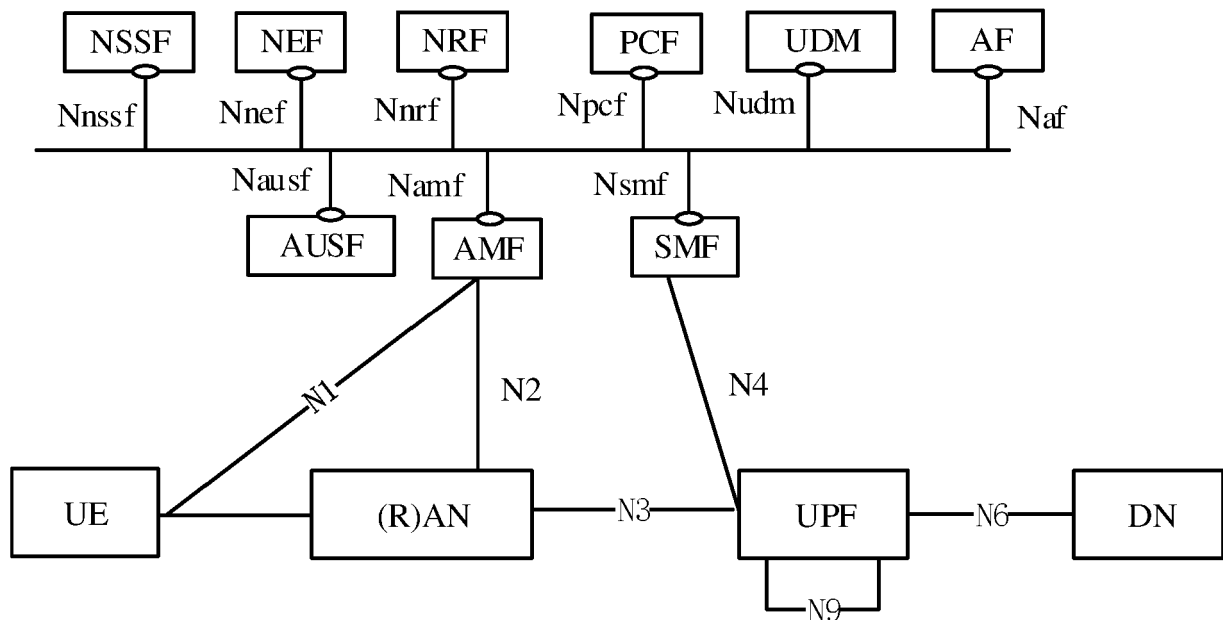 NSSF NEF NRF PCF UDM AF
Nnssf Nnef Nnrf Npcf Nudm Naf
Nausf Namf Nsmf
AUSF AMF SMF
N1 N2 N4
UE (R)AN N3 UPF N6 DN
N9